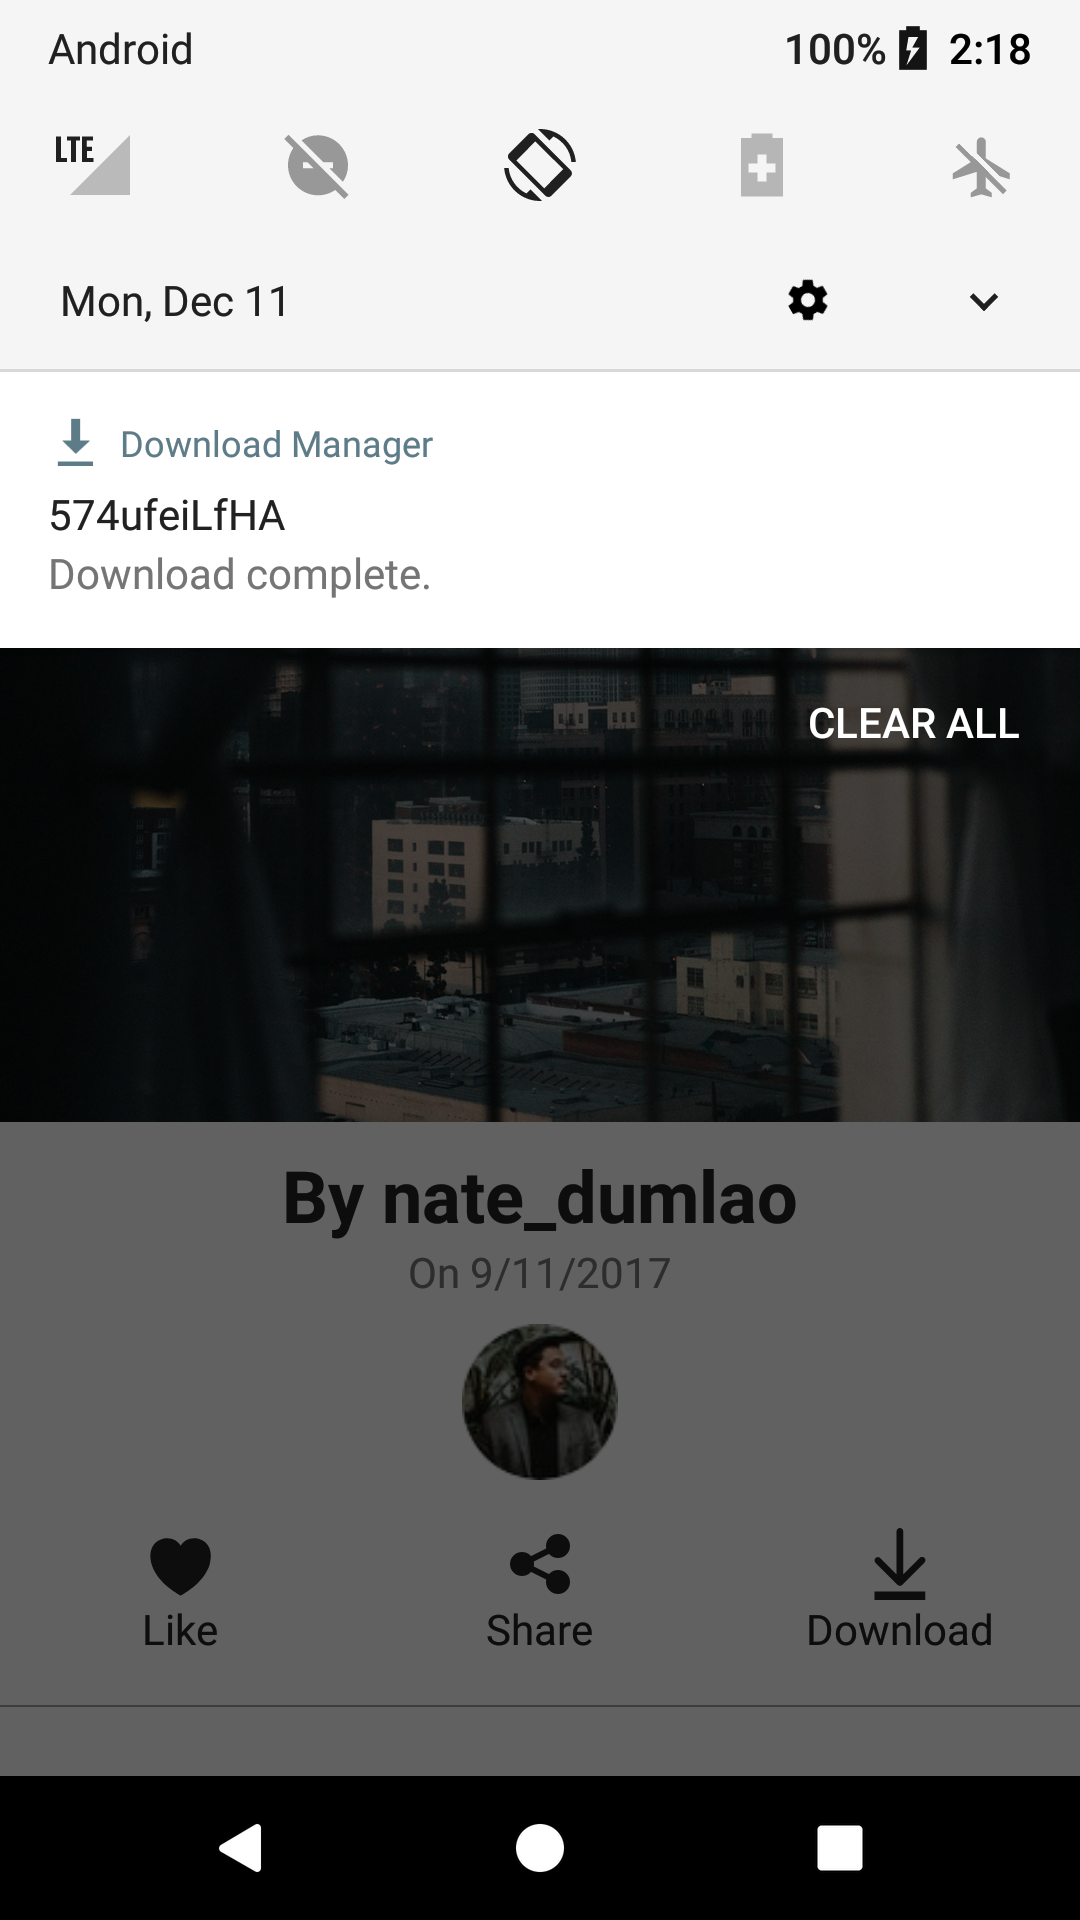 Android 100% 2:18
LTE
Mon, Dec 11
Download Manager
574ufeiLfHA
Download complete.
CLEAR ALL
By nate_dumlao
On 9/11/2017
Like Share Download